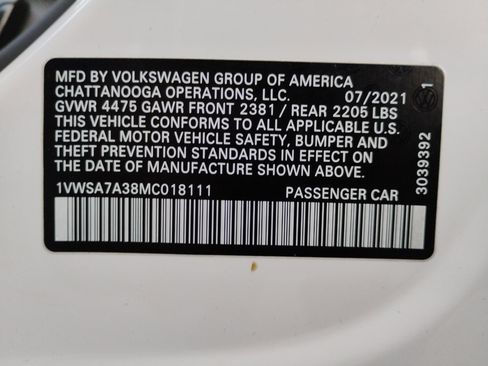 MFD BY VOLKSWAGEN GROUP OF AMERICA
CHATTANOOGA OPERATIONS, LLC. 07/2021
GVWR 4475 GAWR FRONT 2381 / REAR 2205 LBS
THIS VEHICLE CONFORMS TO ALL APPLICABLE U.S.
FEDERAL MOTOR VEHICLE SAFETY, BUMPER AND
THEFT PREVENTION STANDARDS IN EFFECT ON
THE DATE OF MANUFACTURE SHOWN ABOVE.
1VWSA7A38MC018111 PASSENGER CAR
3039392
1